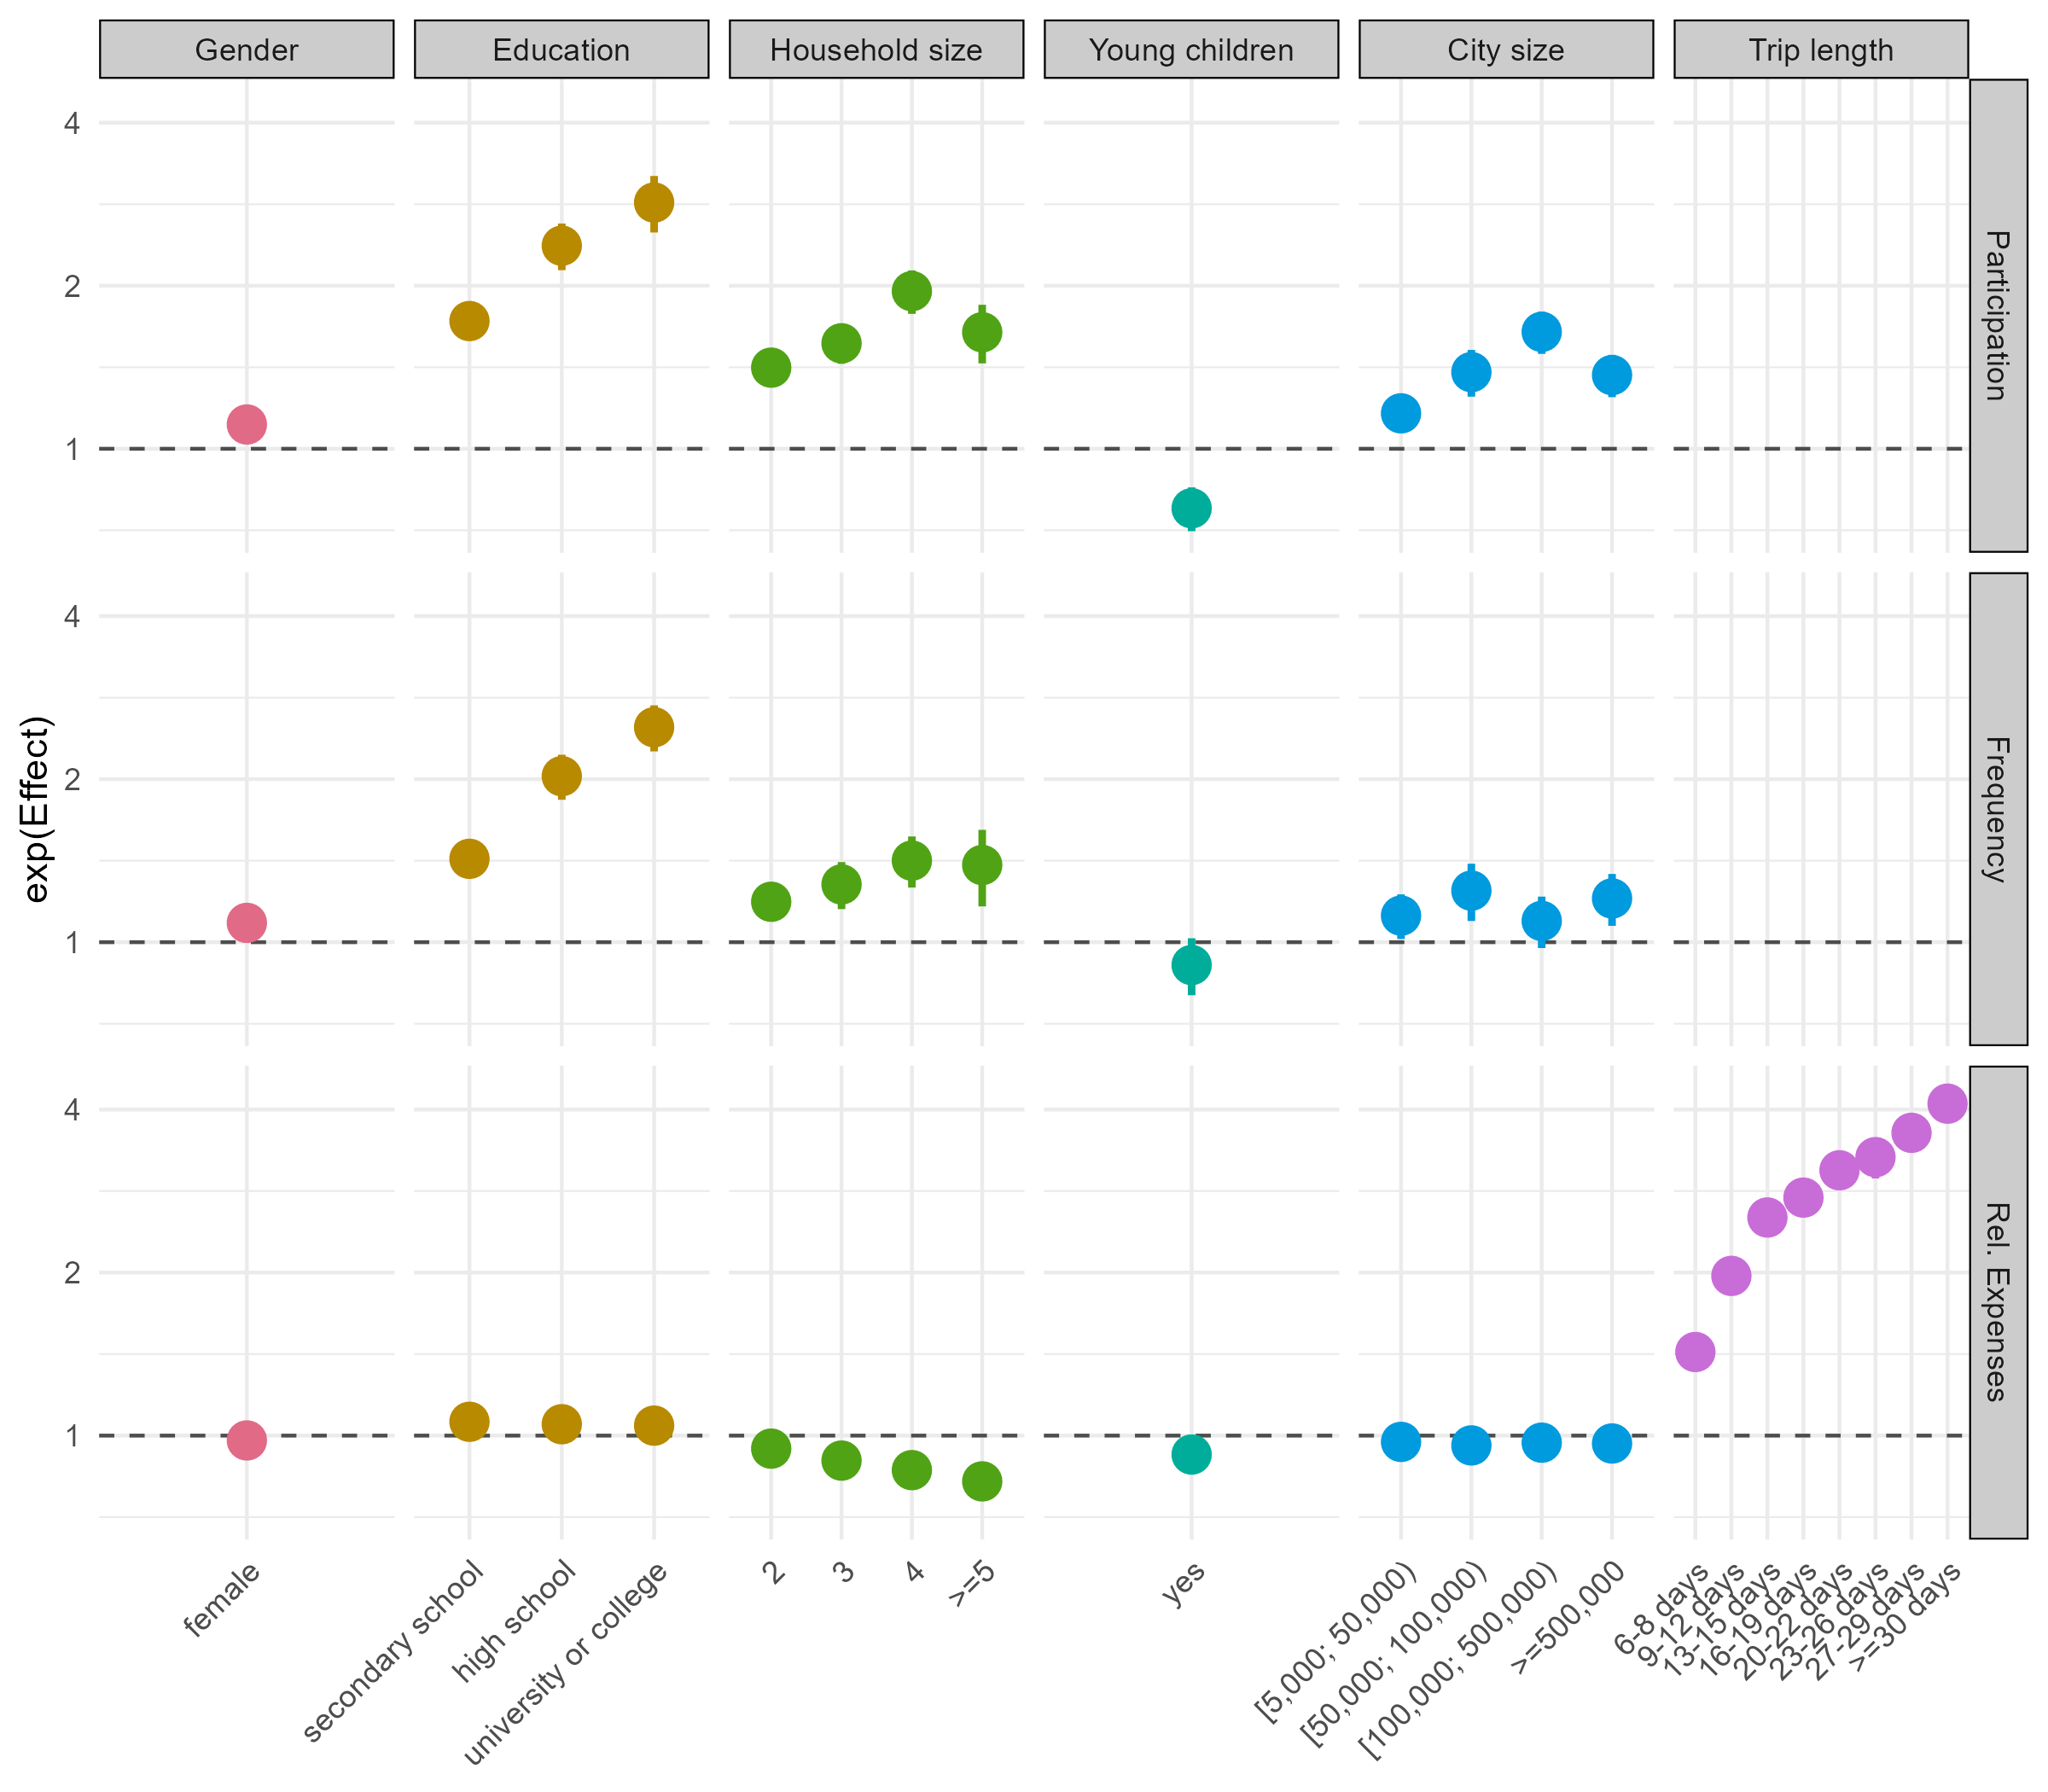 Gender
Education
Household size
Young children
City size
Trip length
exp(Effect)
4
2
1
Participation
4
2
1
Frequency
4
2
1
Rel. Expenses
female
secondary school
high school
university or college
2
3
4
>=5
yes
[5,000; 50,000)
[50,000; 100,000)
[100,000; 500,000)
>=500,000
6-8 days
9-12 days
13-15 days
16-19 days
20-22 days
23-26 days
27-29 days
>=30 days